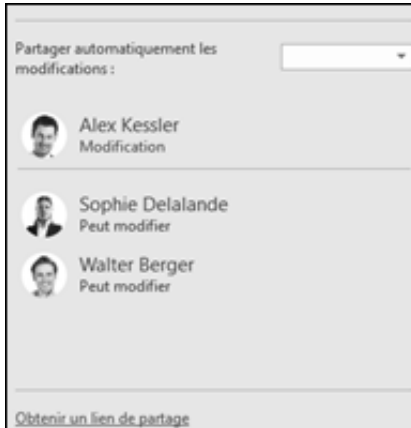 Partager automatiquement les
modifications :
Alex Kessler
Modification
Sophie Delalande
Peut modifier
Walter Berger
Peut modifier
Obtenir un lien de partage